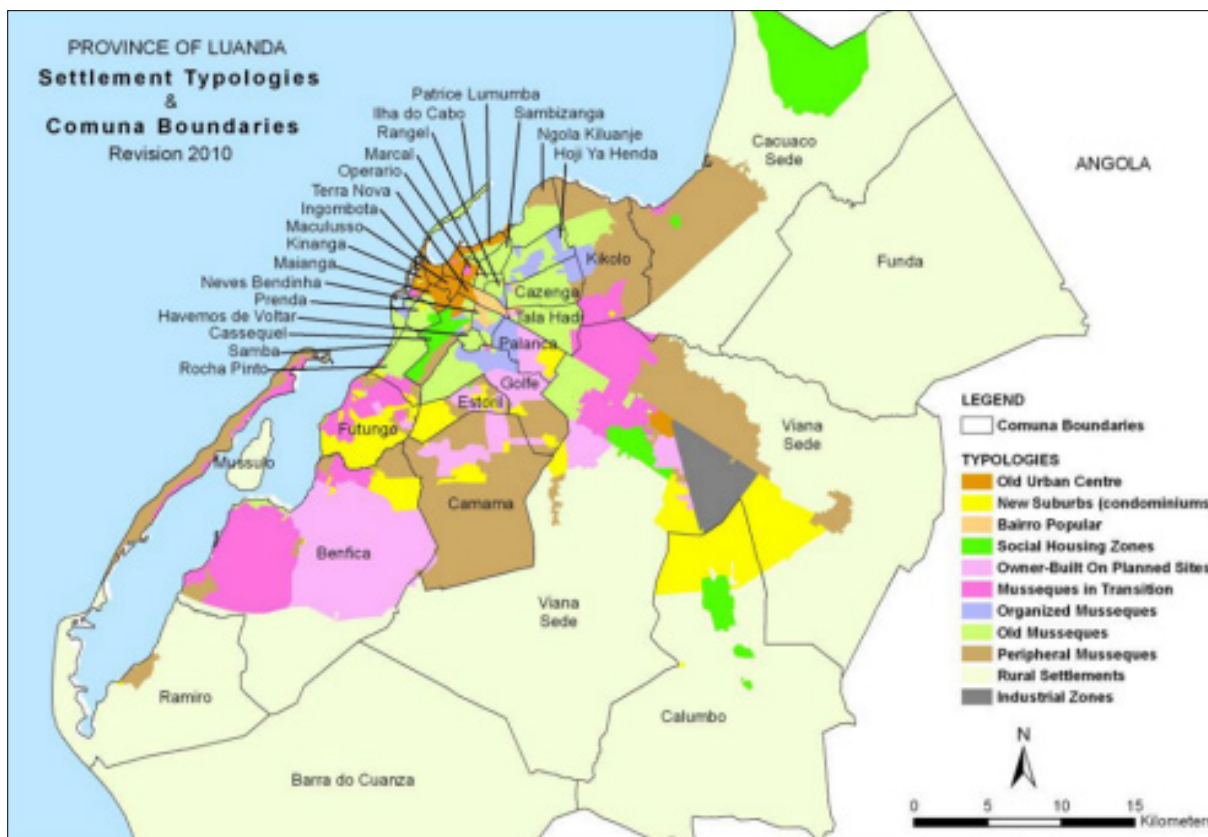 PROVINCE OF LUANDA
Settlement Typologies
&
Comuna Boundaries
Revision 2010
Patrice Lumumba
Ilha do Cabo
Sambizanga
Rangel
Ngola Kiluanje
Marcal
Hoji Ya Henda
Operario
Terra Nova
Ingombota
Maculusso
Kinanga
Maianga
Neves Bendinha
Prenda
Havemos de Voltar
Cassequel
Samba
Rocha Pinto
Cacuaco
Sede
ANGOLA
Funda
Kikolo
Cazenga
Tala Hadi
Palanca
Golfe
Estoril
Futungo
Viana
Sede
Mussulo
Camama
Benfica
Viana
Sede
Ramiro
Calumbo
Barra do Cuanza
LEGEND
Comuna Boundaries
TYPOLOGIES
Old Urban Centre
New Suburbs (condominiums
Bairro Popular
Social Housing Zones
Owner-Built On Planned Sites
Musseques in Transition
Organized Musseques
Old Musseques
Peripheral Musseques
Rural Settlements
Industrial Zones
N
0 5 10 15
Kilometers